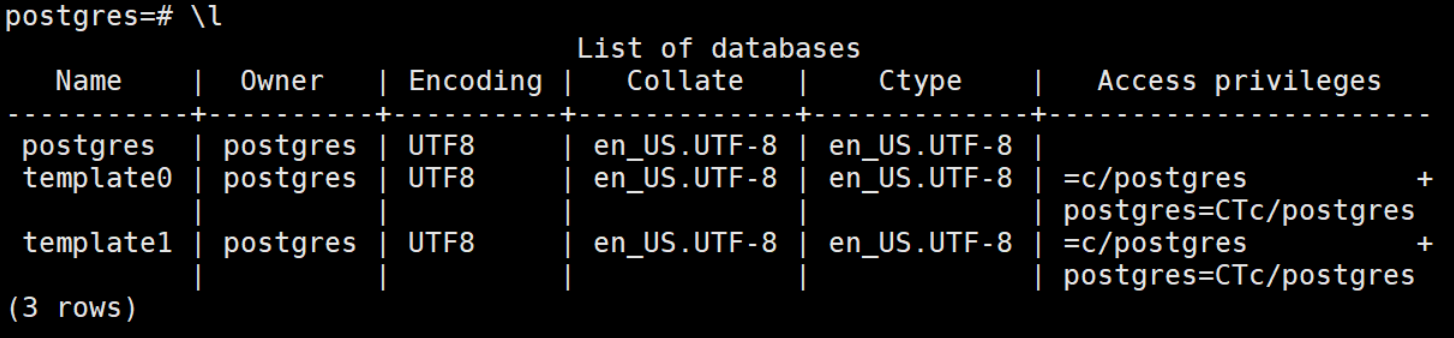 postgres=# \l
                                  List of databases
   Name    |  Owner   | Encoding |   Collate   |    Ctype    |   Access privileges
-----------+----------+----------+-------------+-------------+-----------------------
 postgres  | postgres | UTF8     | en_US.UTF-8 | en_US.UTF-8 |
 template0 | postgres | UTF8     | en_US.UTF-8 | en_US.UTF-8 | =c/postgres          +
           |          |          |             |             | postgres=CTc/postgres
 template1 | postgres | UTF8     | en_US.UTF-8 | en_US.UTF-8 | =c/postgres          +
           |          |          |             |             | postgres=CTc/postgres
(3 rows)